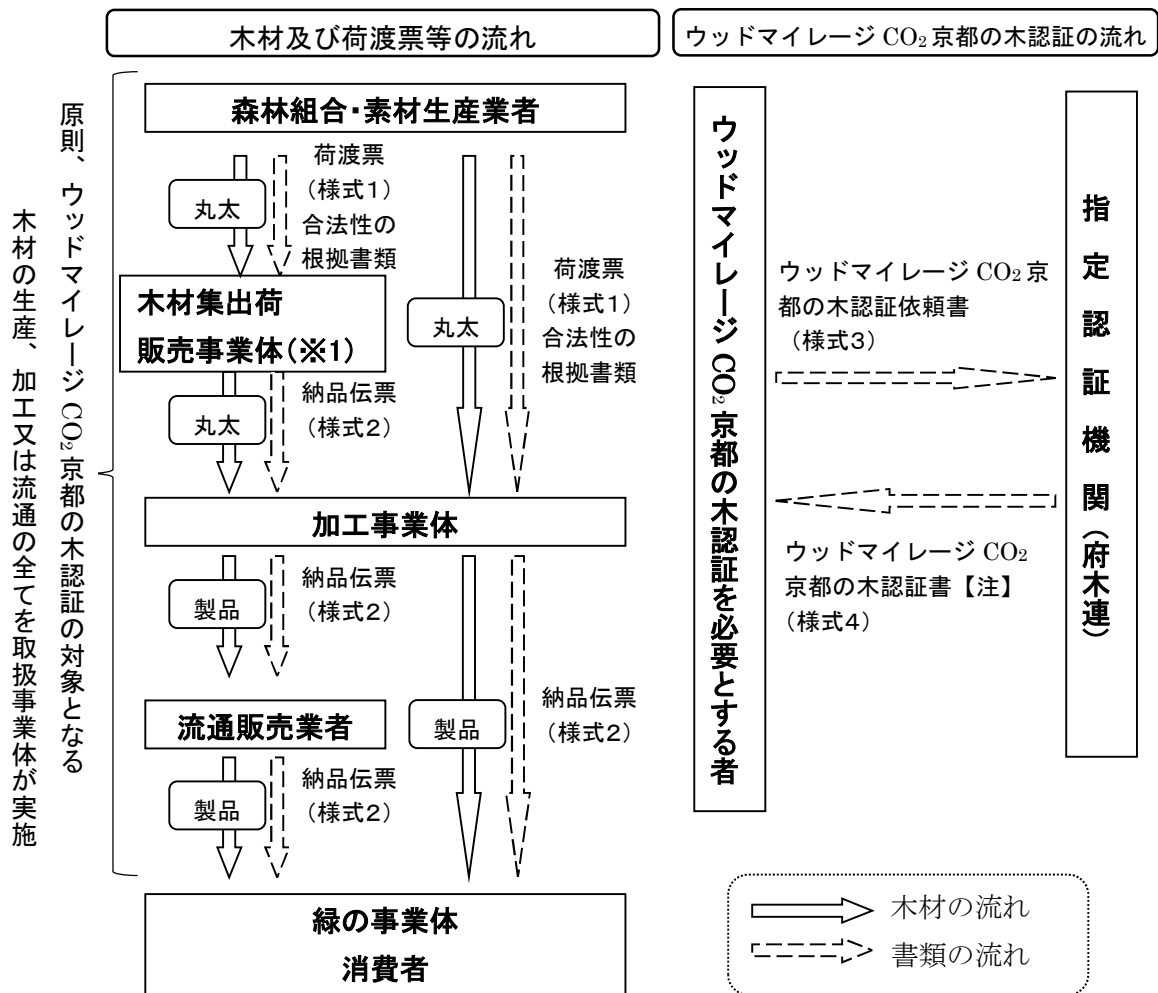 木材及び荷渡票等の流れ
ウッドマイレージ CO₂ 京都の木認証の流れ
原則、ウッドマイレージ CO₂ 京都の木認証の対象となる
木材の生産、加工又は流通の全てを取扱事業体が実施
森林組合・素材生産業者
丸太
荷渡票
(様式1)
合法性の
根拠書類
丸太
荷渡票
(様式1)
合法性の
根拠書類
木材集出荷
販売事業体(※1)
丸太
納品伝票
(様式2)
加工事業体
製品
納品伝票
(様式2)
製品
納品伝票
(様式2)
流通販売業者
製品
納品伝票
(様式2)
緑の事業体
消費者
ウッドマイレージ CO₂ 京都の木認証を必要とする者
ウッドマイレージ CO₂ 京
都の木認証依頼書
(様式3)
ウッドマイレージ CO₂
京都の木認証書【注】
(様式4)
指定認証機関(府木連)
木材の流れ
書類の流れ